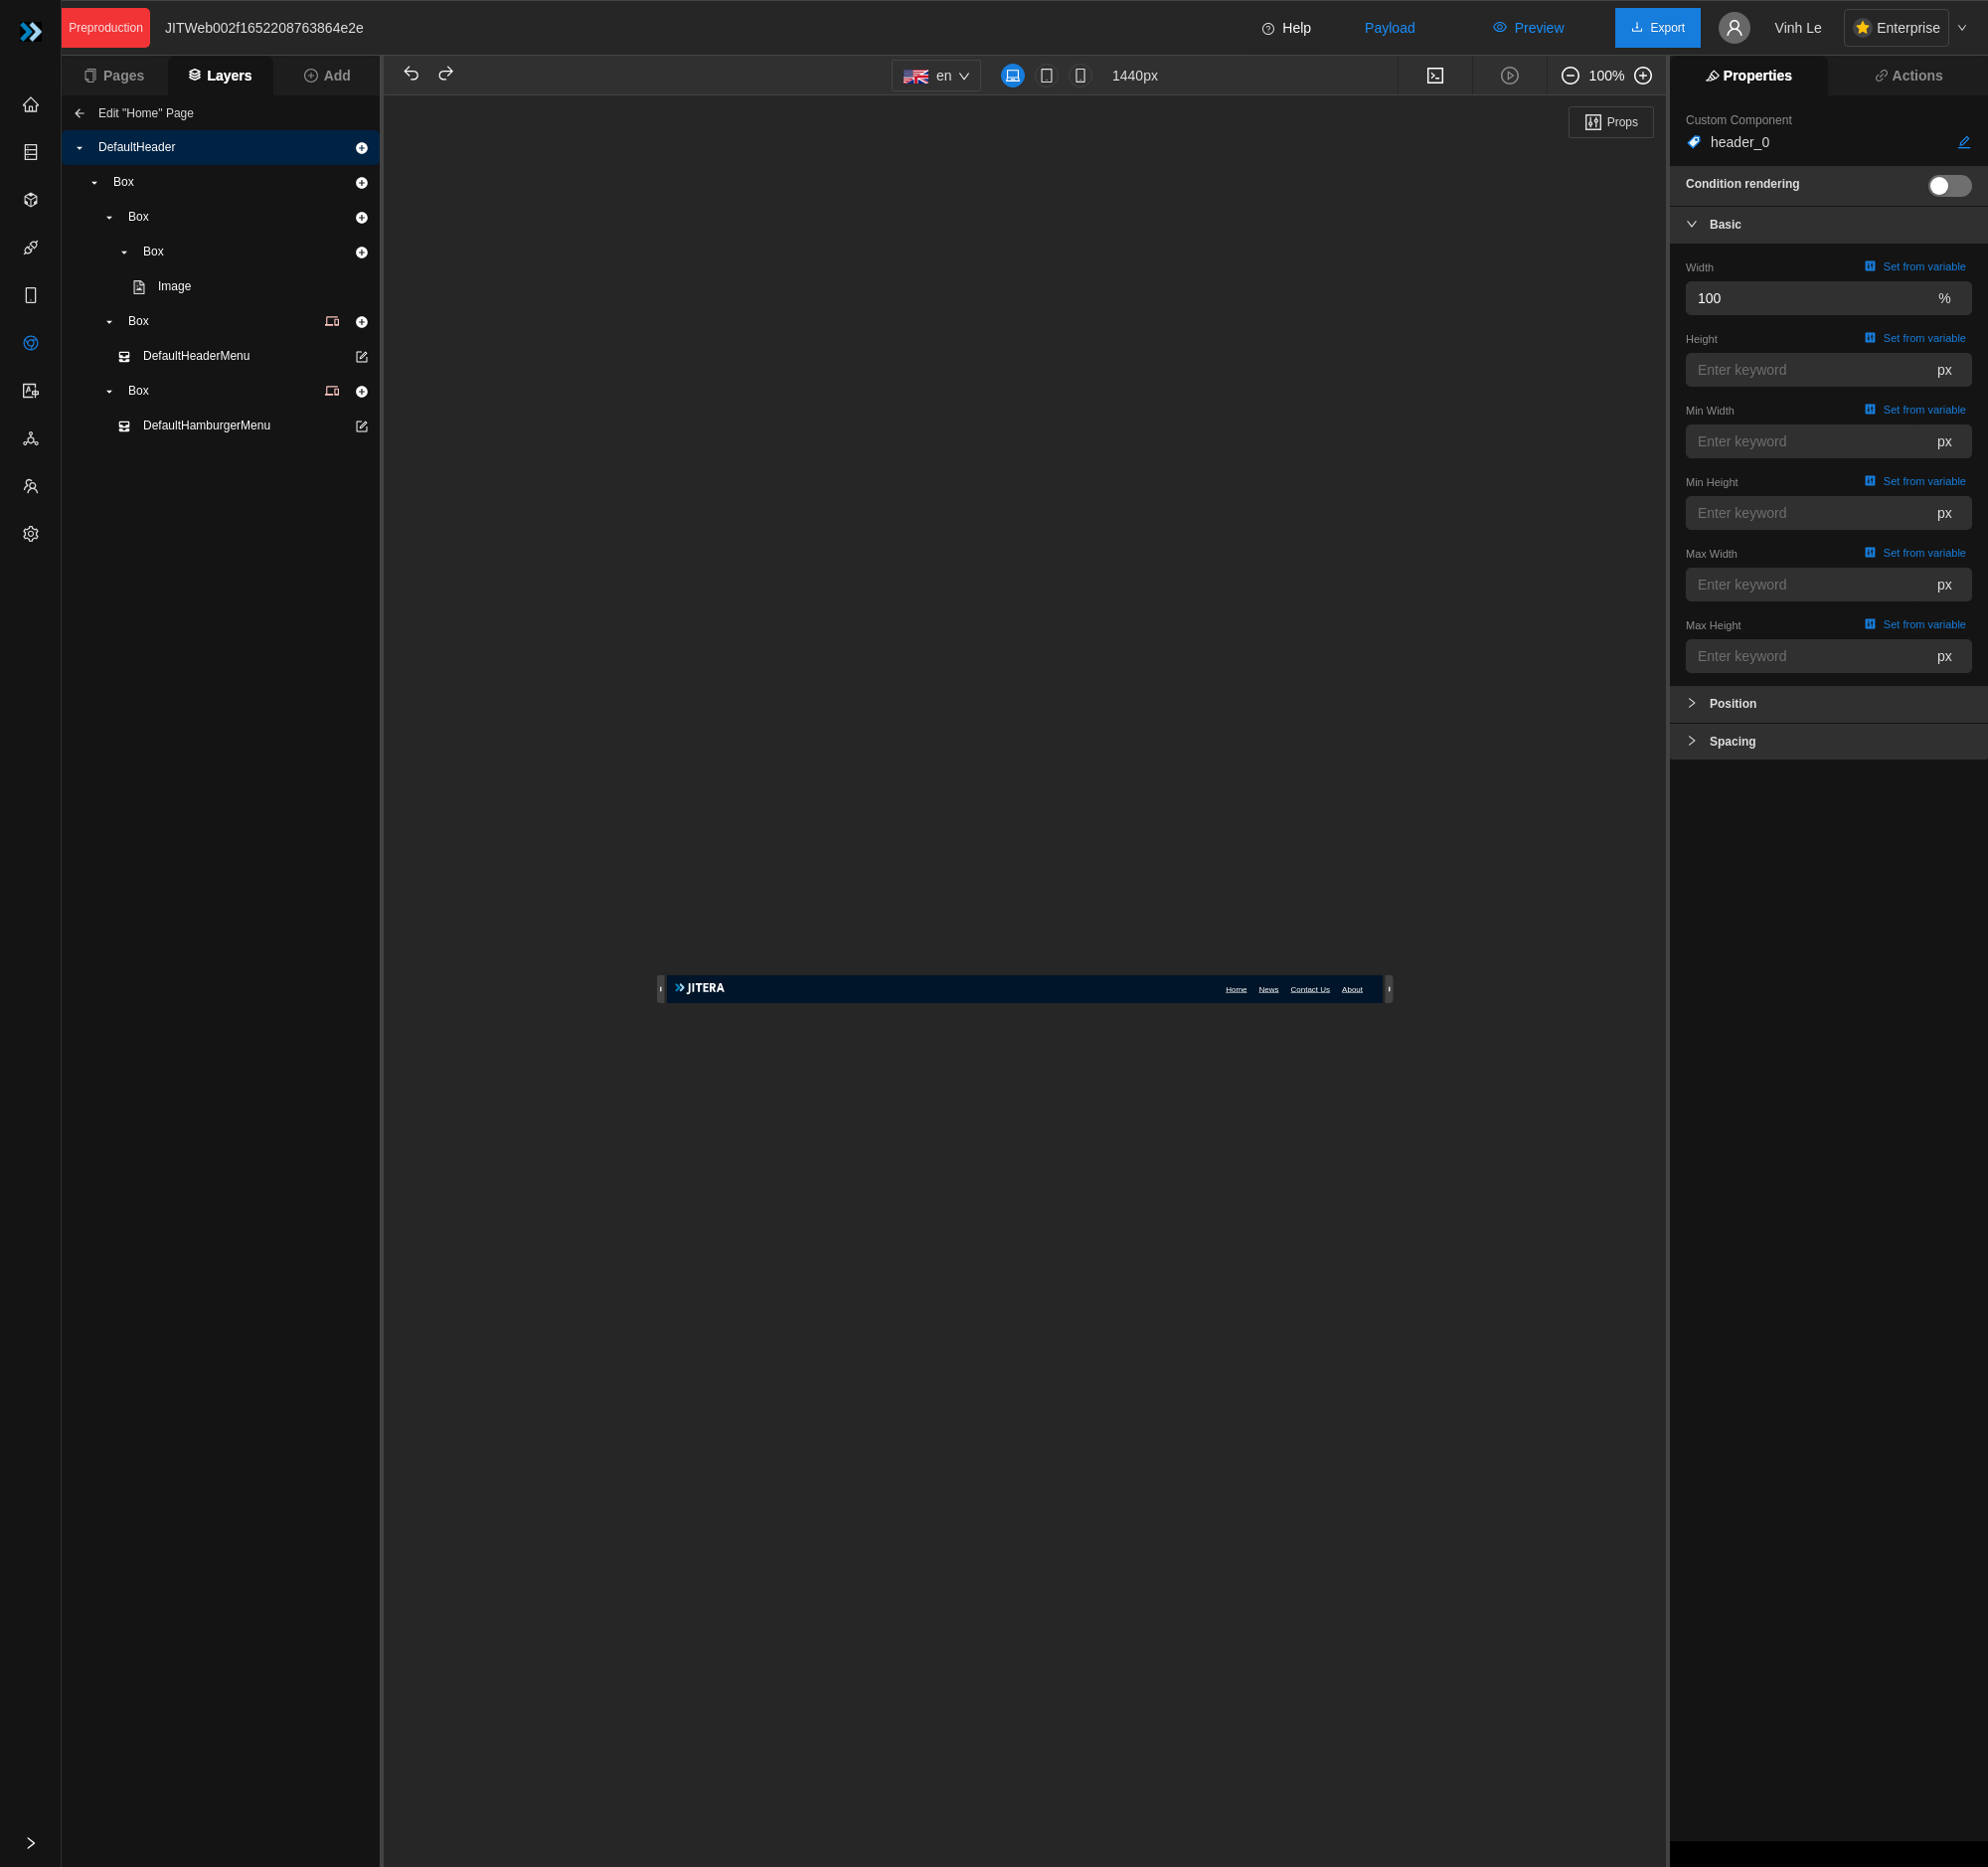 Preproduction
JITWeb002f1652208763864e2e
Help
Payload
Preview
Export
Vinh Le
Enterprise
Pages
Layers
Add
en
1440px
100%
Properties
Actions
Edit "Home" Page
DefaultHeader
Box
Box
Box
Image
Box
DefaultHeaderMenu
Box
DefaultHamburgerMenu
Props
JITERA
Home
News
Contact Us
About
Custom Component
header_0
Condition rendering
Basic
Width
Set from variable
100
%
Height
Set from variable
Enter keyword
px
Min Width
Set from variable
Enter keyword
px
Min Height
Set from variable
Enter keyword
px
Max Width
Set from variable
Enter keyword
px
Max Height
Set from variable
Enter keyword
px
Position
Spacing